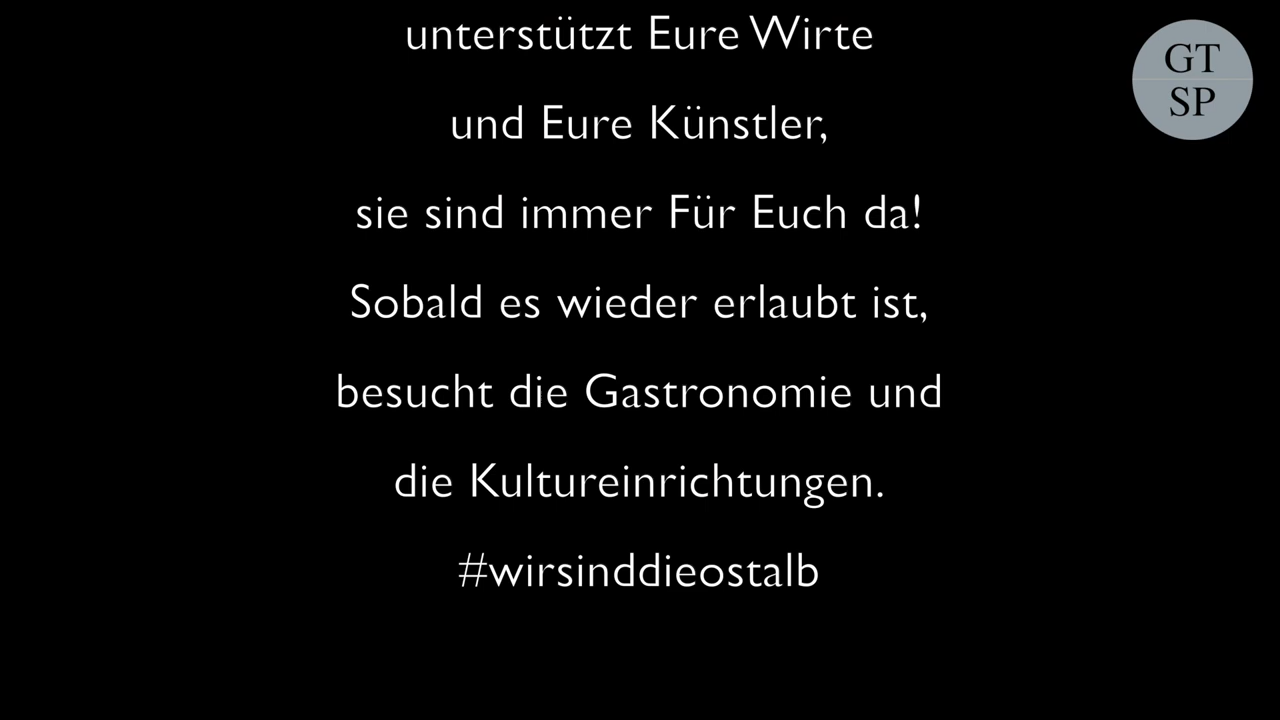 unterstützt Eure Wirte
und Eure Künstler,
sie sind immer Für Euch da!
Sobald es wieder erlaubt ist,
besucht die Gastronomie und
die Kultureinrichtungen.
#wirsinddieostalb
GT
SP